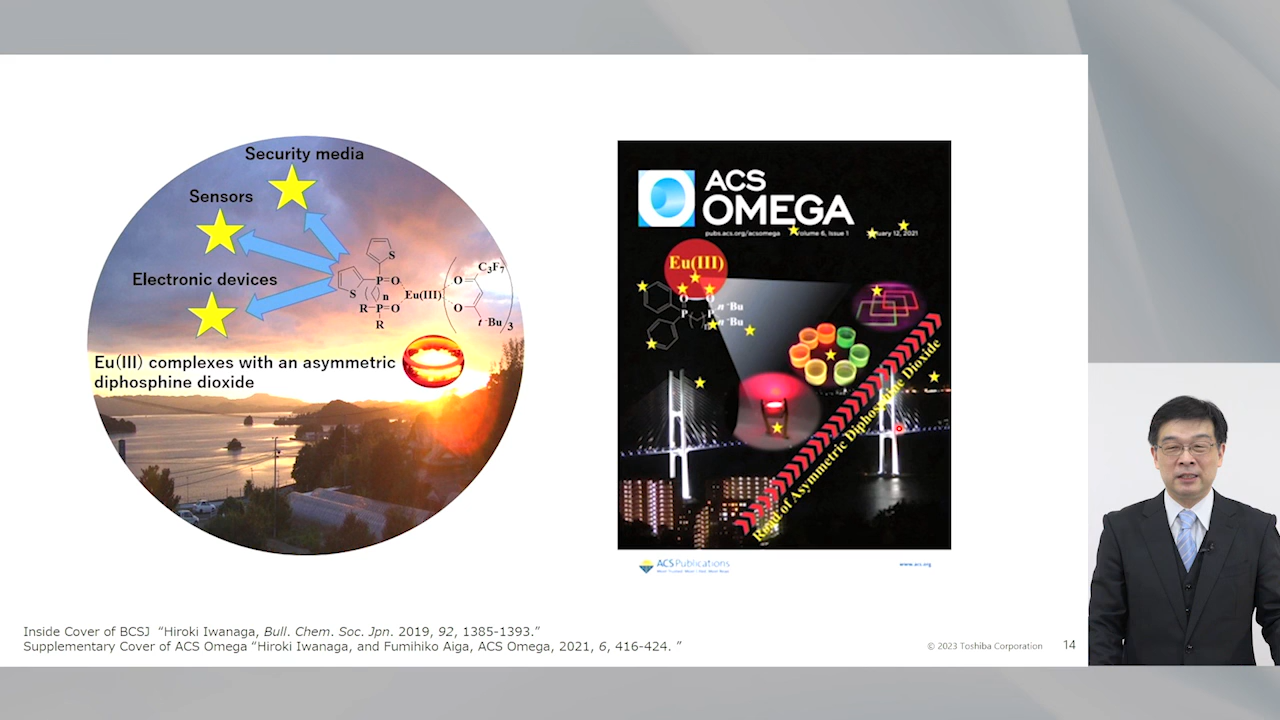 Security media
Sensors
Electronic devices
S
S
P=O
n
R-P=O
R
Eu(III)
O
C3F7
O
t-Bu
3
Eu(III) complexes with an asymmetric
diphosphine dioxide
ACS
OMEGA
pubs.acs.org/acsomega
Volume 6, Issue 1
January 12, 2021
Eu(III)
O O
P P
n-Bu
n-Bu
Road of Asymmetric Diphosphine Dioxide
ACS Publications
www.acs.org
Inside Cover of BCSJ “Hiroki Iwanaga, Bull. Chem. Soc. Jpn. 2019, 92, 1385-1393.”
Supplementary Cover of ACS Omega “Hiroki Iwanaga, and Fumihiko Aiga, ACS Omega, 2021, 6, 416-424. ”
© 2023 Toshiba Corporation
14